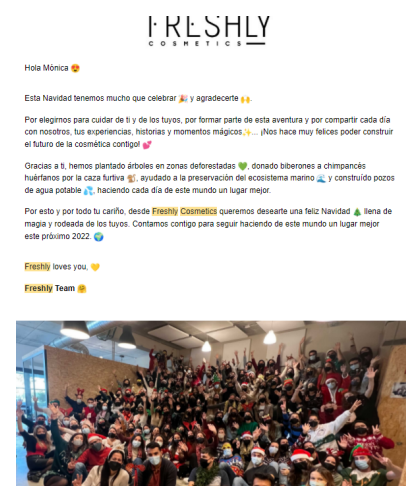 FRESHLY
COSMETICS
Hola Mónica 😍
Esta Navidad tenemos mucho que celebrar 🎉 y agradecerte 🙌.
Por elegirnos para cuidar de ti y de los tuyos, por formar parte de esta aventura y por compartir cada día
con nosotros, tus experiencias, historias y momentos mágicos✨... ¡Nos hace muy felices poder construir
el futuro de la cosmética contigo! 💕
Gracias a ti, hemos plantado árboles en zonas deforestadas 💚, donado biberones a chimpancés
huérfanos por la caza furtiva 🐒, ayudado a la preservación del ecosistema marino 🌊 y construído pozos
de agua potable 💦, haciendo cada día de este mundo un lugar mejor.
Por esto y por todo tu cariño, desde Freshly Cosmetics queremos desearte una feliz Navidad 🎄 llena de
magia y rodeada de los tuyos. Contamos contigo para seguir haciendo de este mundo un lugar mejor
este próximo 2022. 🌍
Freshly loves you, 💛
Freshly Team 🤗